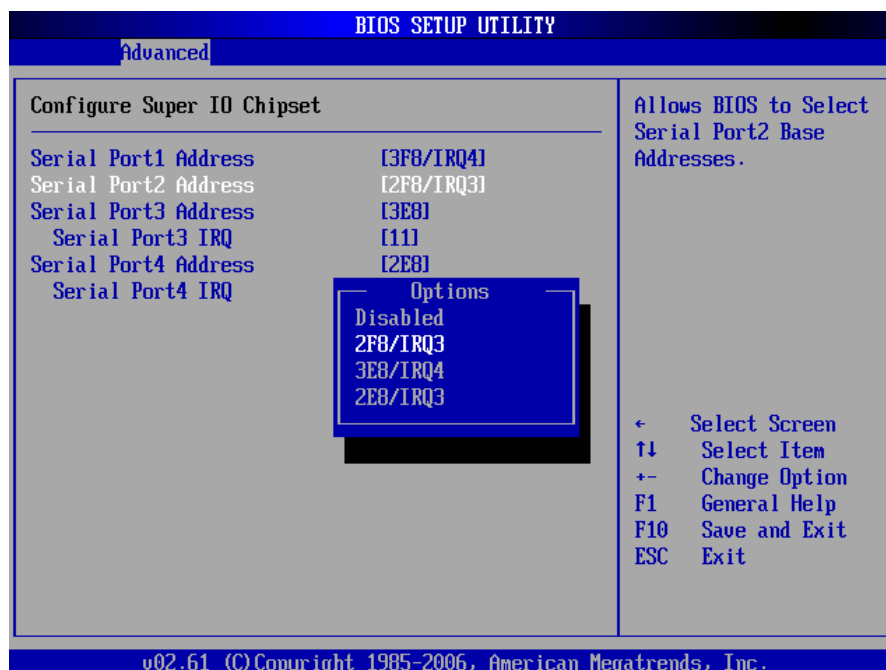 BIOS SETUP UTILITY
Advanced
Configure Super IO Chipset
Serial Port1 Address [3F8/IRQ4]
Serial Port2 Address [2F8/IRQ3]
Serial Port3 Address [3E8]
Serial Port3 IRQ [11]
Serial Port4 Address [2E8]
Serial Port4 IRQ
Options
Disabled
2F8/IRQ3
3E8/IRQ4
2E8/IRQ3
Allows BIOS to Select
Serial Port2 Base
Addresses.
← Select Screen
↑↓ Select Item
+- Change Option
F1 General Help
F10 Save and Exit
ESC Exit
v02.61 (C)Copyright 1985-2006, American Megatrends, Inc.